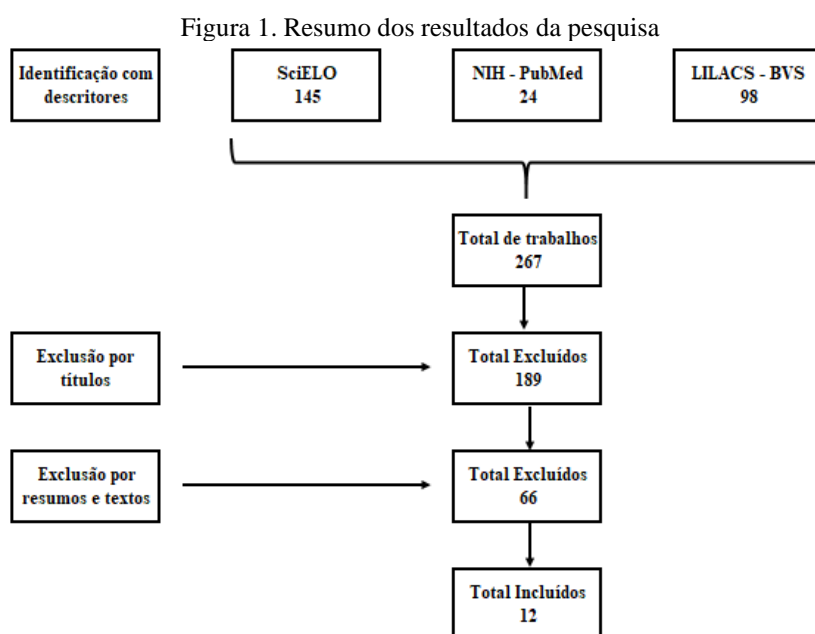 Figura 1. Resumo dos resultados da pesquisa
Identificação com
descritores
SciELO
145
NIH - PubMed
24
LILACS - BVS
98
Total de trabalhos
267
Exclusão por
títulos
Total Excluídos
189
Exclusão por
resumos e textos
Total Excluídos
66
Total Incluídos
12